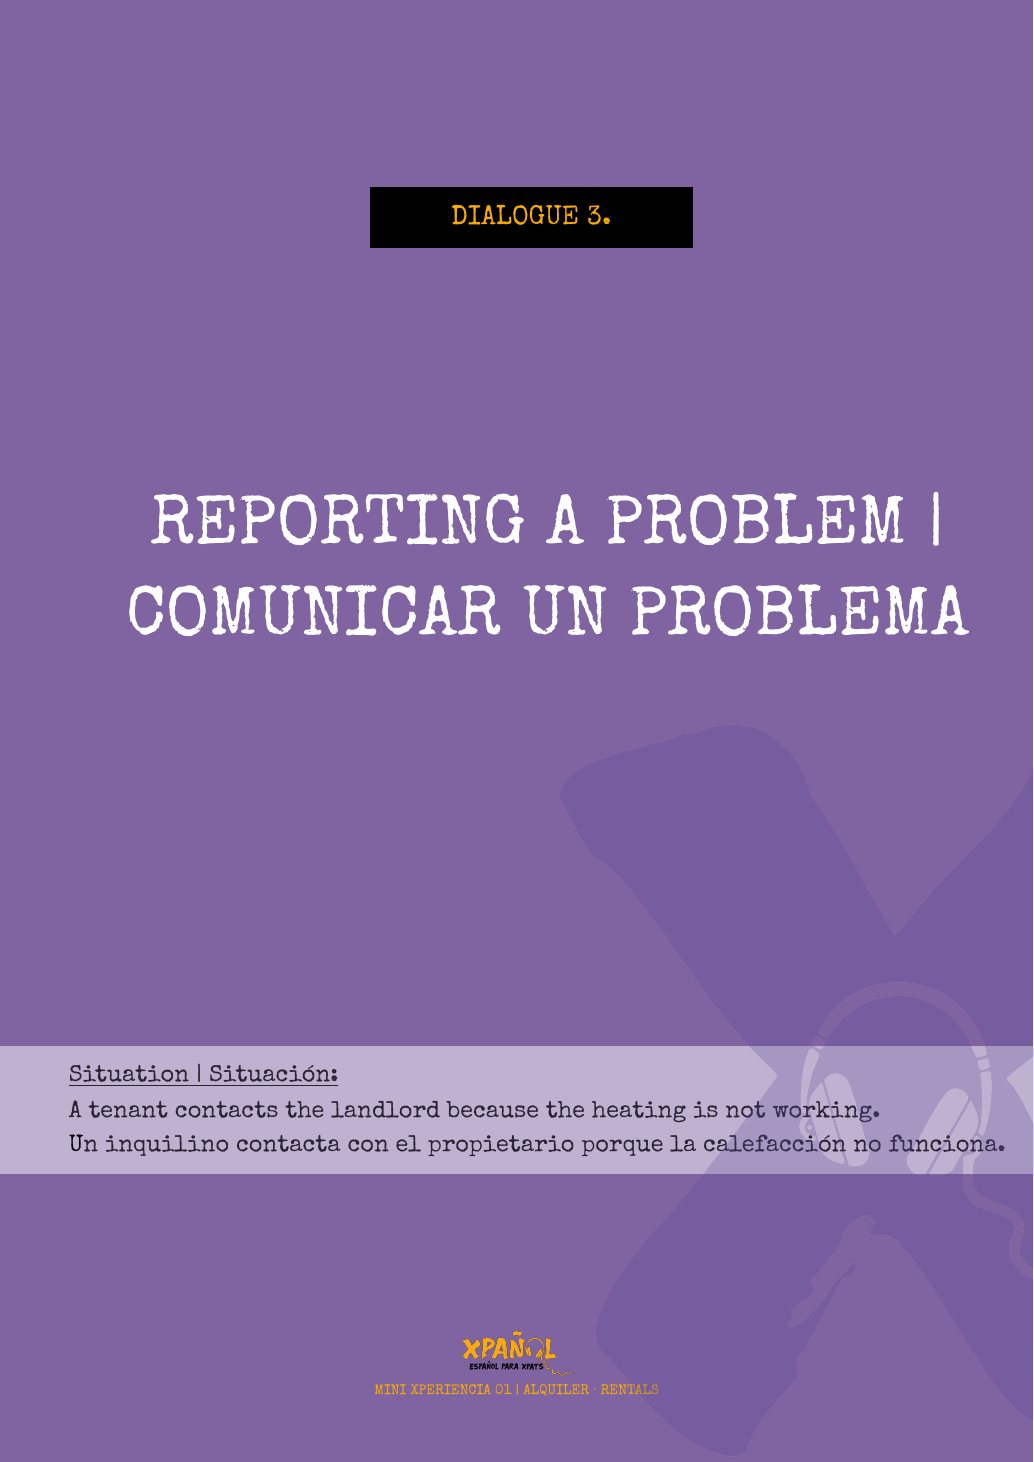 DIALOGUE 3.
REPORTING A PROBLEM |
COMUNICAR UN PROBLEMA
Situation | Situación:
A tenant contacts the landlord because the heating is not working.
Un inquilino contacta con el propietario porque la calefacción no funciona.
XPAÑOL
ESPAÑOL PARA XPATS
MINI XPERIENCIA 01 | ALQUILER · RENTALS